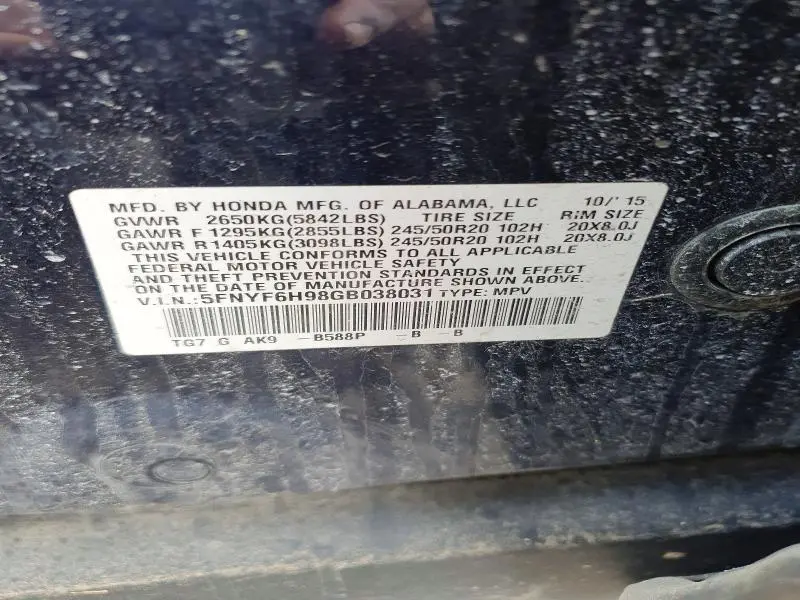 MFD. BY HONDA MFG. OF ALABAMA, LLC 10/'15
GVWR 2650KG(5842LBS) TIRE SIZE RIM SIZE
GAWR F 1295KG(2855LBS) 245/50R20 102H 20X8.0J
GAWR R 1405KG(3098LBS) 245/50R20 102H 20X8.0J
THIS VEHICLE CONFORMS TO ALL APPLICABLE
FEDERAL MOTOR VEHICLE SAFETY
AND THEFT PREVENTION STANDARDS IN EFFECT
ON THE DATE OF MANUFACTURE SHOWN ABOVE.
V.I.N.: 5FNYF6H98GB038031 TYPE: MPV
TG7 G AK9 -B588P -B -B